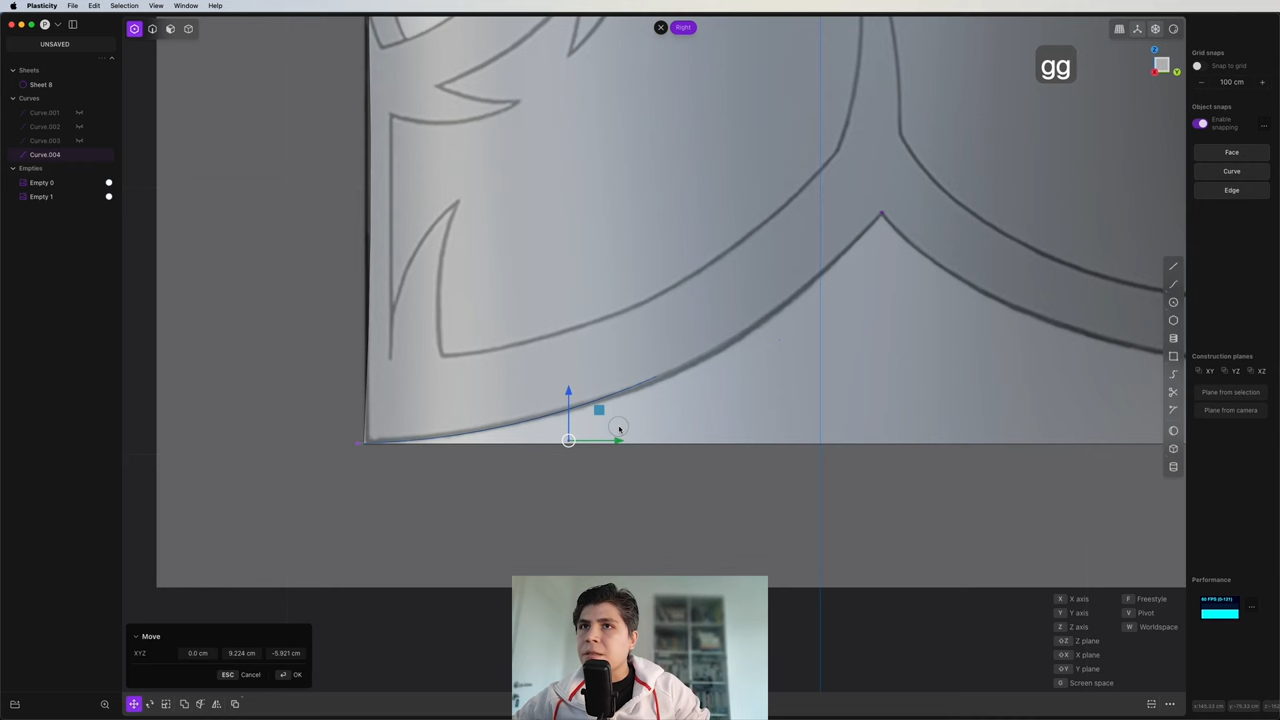 Plasticity File Edit Selection View Window Help
UNSAVED
Sheets
Sheet 8
Curves
Curve.001
Curve.002
Curve.003
Curve.004
Empties
Empty 0
Empty 1
Right
gg
Z
X
Y
Grid snaps
Snap to grid
100 cm
Object snaps
Enable
snapping
Face
Curve
Edge
Construction planes
XY YZ XZ
Plane from selection
Plane from camera
Performance
X X axis F Freestyle
Y Y axis V Pivot
Z Z axis W Worldspace
Z Z plane
X X plane
Y Y plane
G Screen space
Move
XYZ 0.0 cm 9.224 cm -5.921 cm
ESC Cancel OK